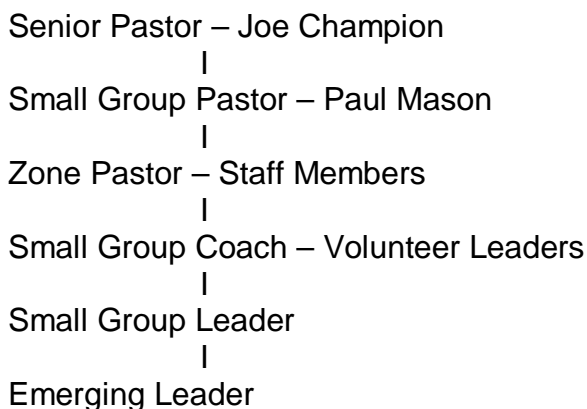 Senior Pastor – Joe Champion
I
Small Group Pastor – Paul Mason
I
Zone Pastor – Staff Members
I
Small Group Coach – Volunteer Leaders
I
Small Group Leader
I
Emerging Leader